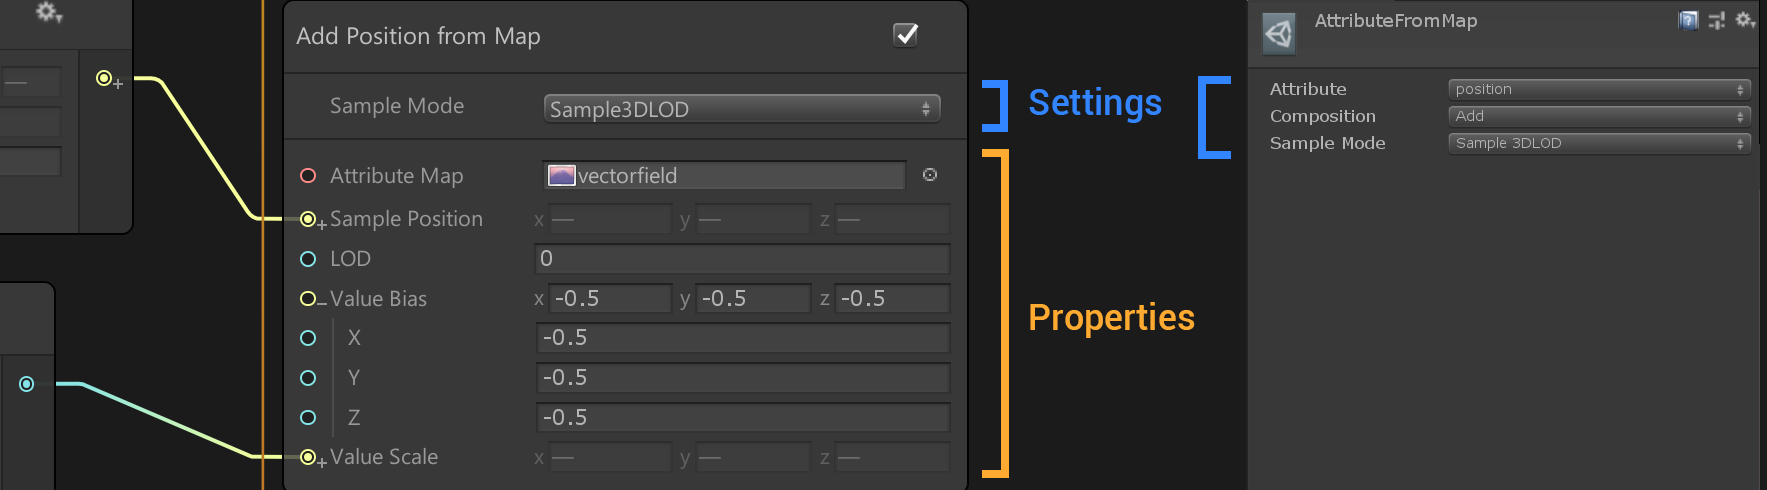 Add Position from Map
Sample Mode Sample3DLOD
Attribute Map vectorfield
Sample Position x — y — z —
LOD 0
Value Bias x -0.5 y -0.5 z -0.5
X -0.5
Y -0.5
Z -0.5
Value Scale x — y — z —
Settings
Properties
AttributeFromMap
Attribute position
Composition Add
Sample Mode Sample 3DLOD